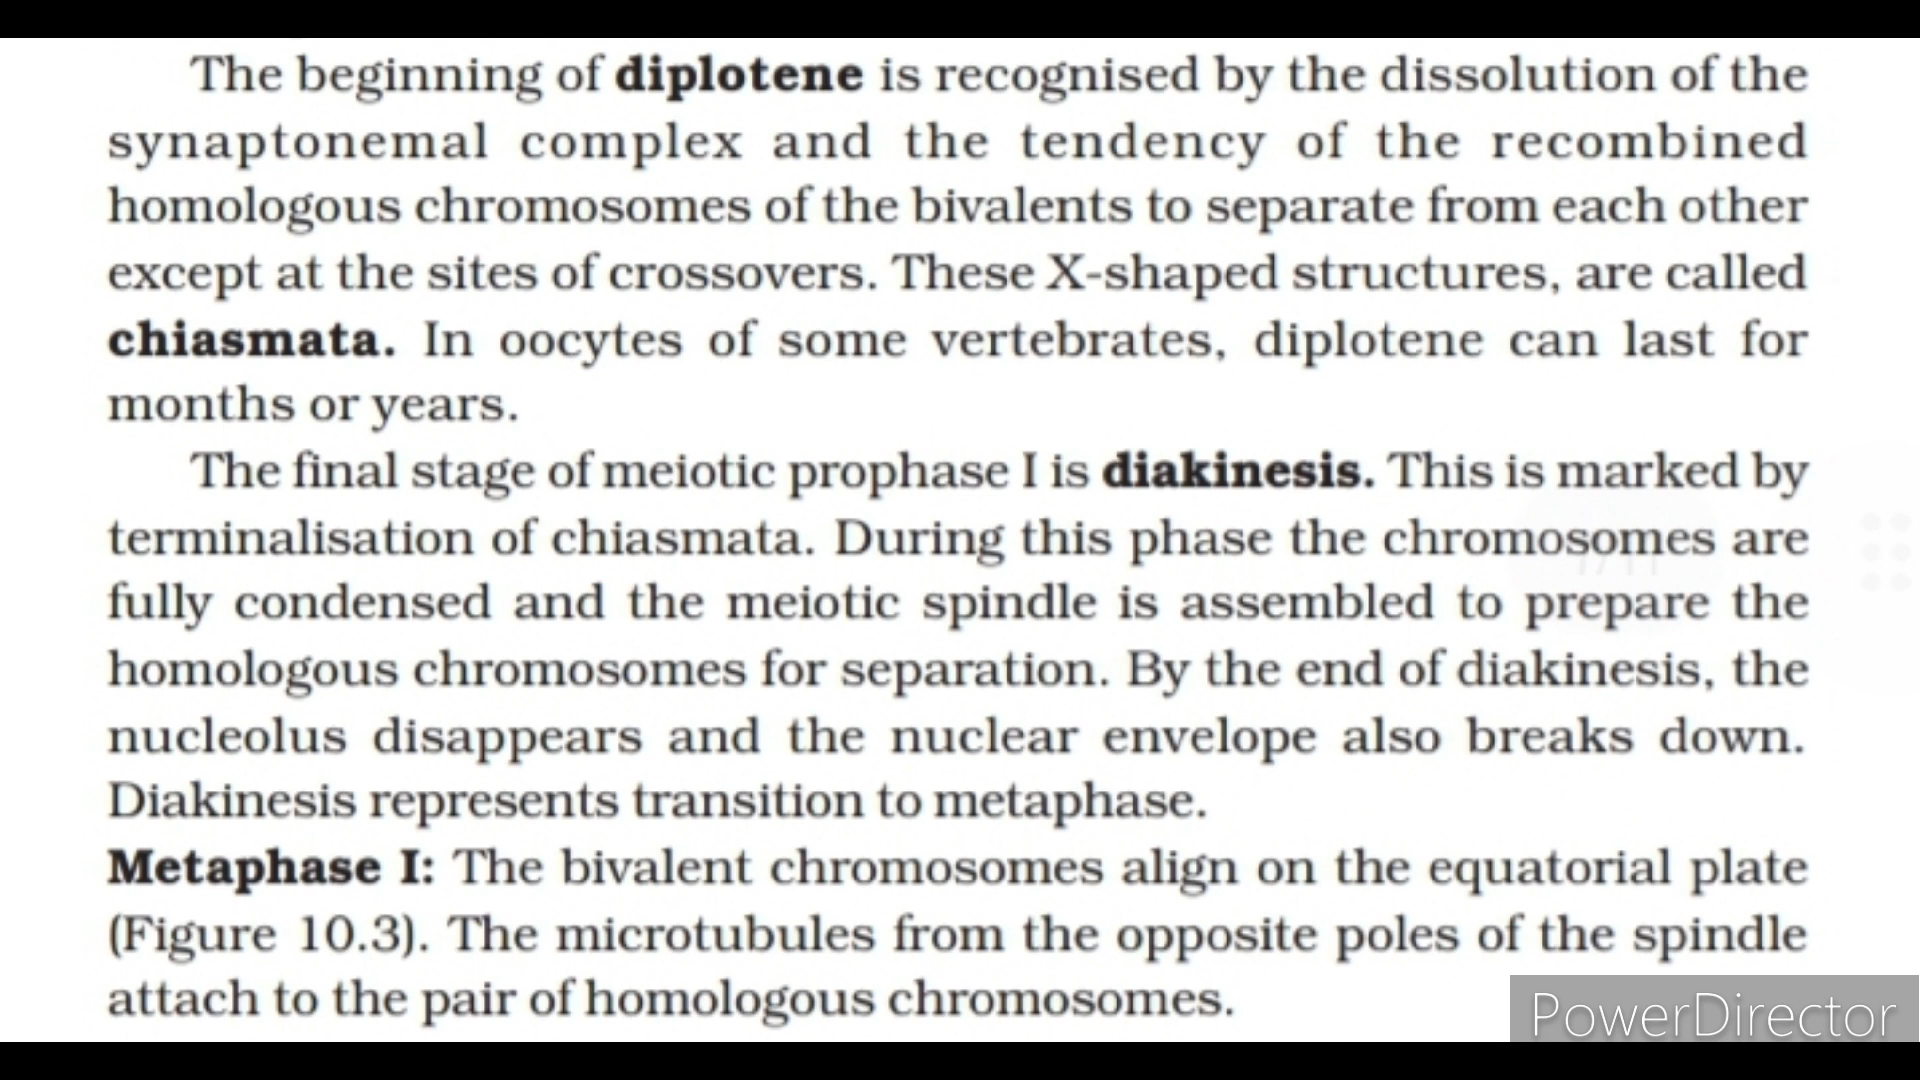 The beginning of diplotene is recognised by the dissolution of the
synaptonemal complex and the tendency of the recombined
homologous chromosomes of the bivalents to separate from each other
except at the sites of crossovers. These X-shaped structures, are called
chiasmata. In oocytes of some vertebrates, diplotene can last for
months or years.
The final stage of meiotic prophase I is diakinesis. This is marked by
terminalisation of chiasmata. During this phase the chromosomes are
fully condensed and the meiotic spindle is assembled to prepare the
homologous chromosomes for separation. By the end of diakinesis, the
nucleolus disappears and the nuclear envelope also breaks down.
Diakinesis represents transition to metaphase.
Metaphase I: The bivalent chromosomes align on the equatorial plate
(Figure 10.3). The microtubules from the opposite poles of the spindle
attach to the pair of homologous chromosomes.
PowerDirector